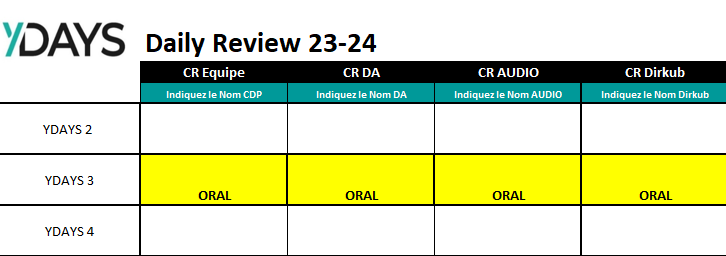 YDAYS
Daily Review 23-24
CR Equipe CR DA CR AUDIO CR Dirkub
Indiquez le Nom CDP Indiquez le Nom DA Indiquez le Nom AUDIO Indiquez le Nom Dirkub
YDAYS 2
YDAYS 3 ORAL ORAL ORAL ORAL
YDAYS 4